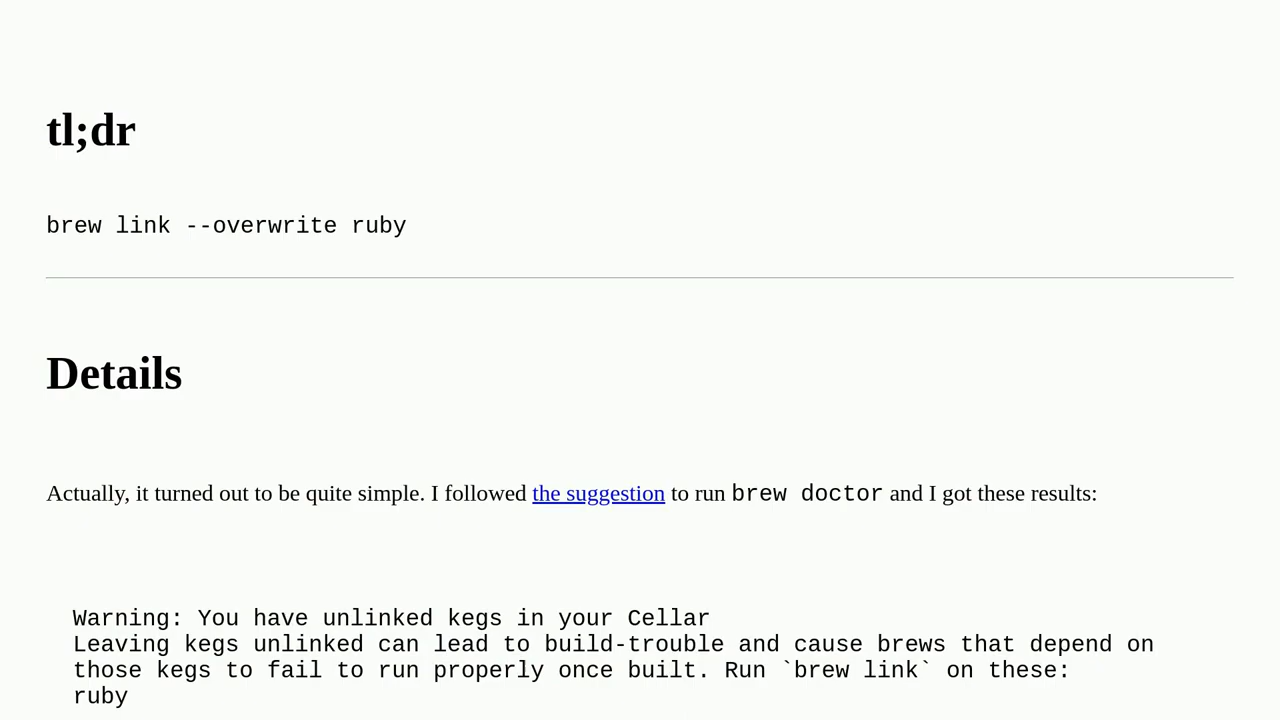 tl;dr
brew link --overwrite ruby
Details
Actually, it turned out to be quite simple. I followed the suggestion to run brew doctor and I got these results:
Warning: You have unlinked kegs in your Cellar
Leaving kegs unlinked can lead to build-trouble and cause brews that depend on
those kegs to fail to run properly once built. Run `brew link` on these:
ruby